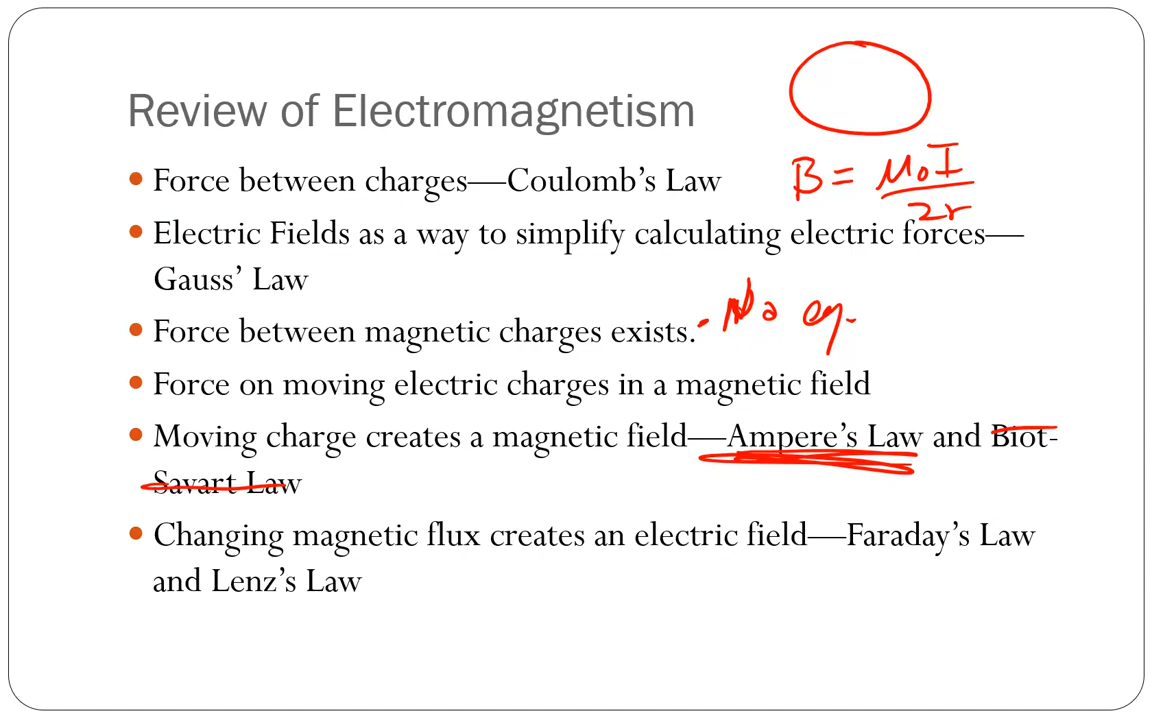 Review of Electromagnetism
B = μ₀I / 2r
• Force between charges—Coulomb's Law
• Electric Fields as a way to simplify calculating electric forces—
Gauss' Law
• Force between magnetic charges exists. - No eq.
• Force on moving electric charges in a magnetic field
• Moving charge creates a magnetic field—Ampere's Law and Biot-
Savart Law
• Changing magnetic flux creates an electric field—Faraday's Law
and Lenz's Law